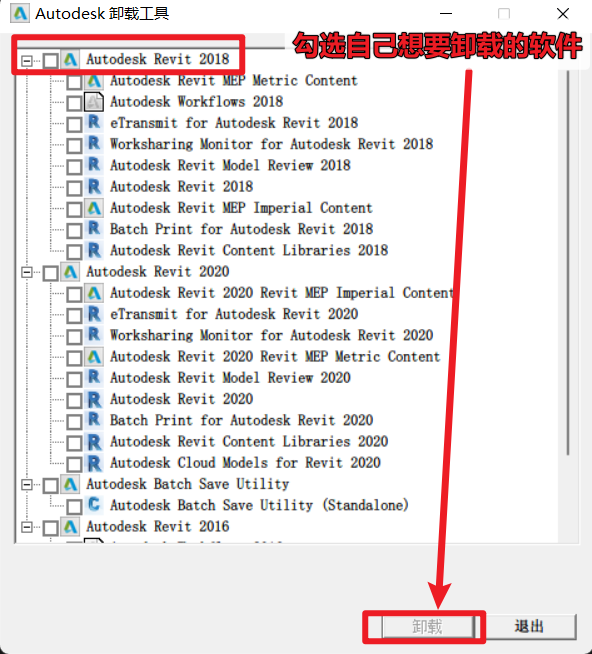 Autodesk 卸载工具
勾选自己想要卸载的软件
Autodesk Revit 2018
Autodesk Revit MEP Metric Content
Autodesk Workflows 2018
eTransmit for Autodesk Revit 2018
Worksharing Monitor for Autodesk Revit 2018
Autodesk Revit Model Review 2018
Autodesk Revit 2018
Autodesk Revit MEP Imperial Content
Batch Print for Autodesk Revit 2018
Autodesk Revit Content Libraries 2018
Autodesk Revit 2020
Autodesk Revit 2020 Revit MEP Imperial Content
eTransmit for Autodesk Revit 2020
Worksharing Monitor for Autodesk Revit 2020
Autodesk Revit 2020 Revit MEP Metric Content
Autodesk Revit Model Review 2020
Autodesk Revit 2020
Batch Print for Autodesk Revit 2020
Autodesk Revit Content Libraries 2020
Autodesk Cloud Models for Revit 2020
Autodesk Batch Save Utility
Autodesk Batch Save Utility (Standalone)
Autodesk Revit 2016
卸载
退出